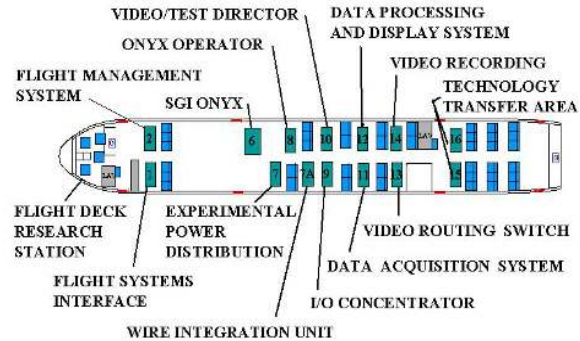 VIDEO/TEST DIRECTOR
DATA PROCESSING
AND DISPLAY SYSTEM
ONYX OPERATOR
VIDEO RECORDING
FLIGHT MANAGEMENT
SYSTEM
SGI ONYX
TECHNOLOGY
TRANSFER AREA
2
6
8
10
12
14
LAV
16
LAV
7
7A
9
11
13
15
FLIGHT DECK
RESEARCH
STATION
EXPERIMENTAL
POWER
DISTRIBUTION
VIDEO ROUTING SWITCH
FLIGHT SYSTEMS
INTERFACE
DATA ACQUISITION SYSTEM
I/O CONCENTRATOR
WIRE INTEGRATION UNIT